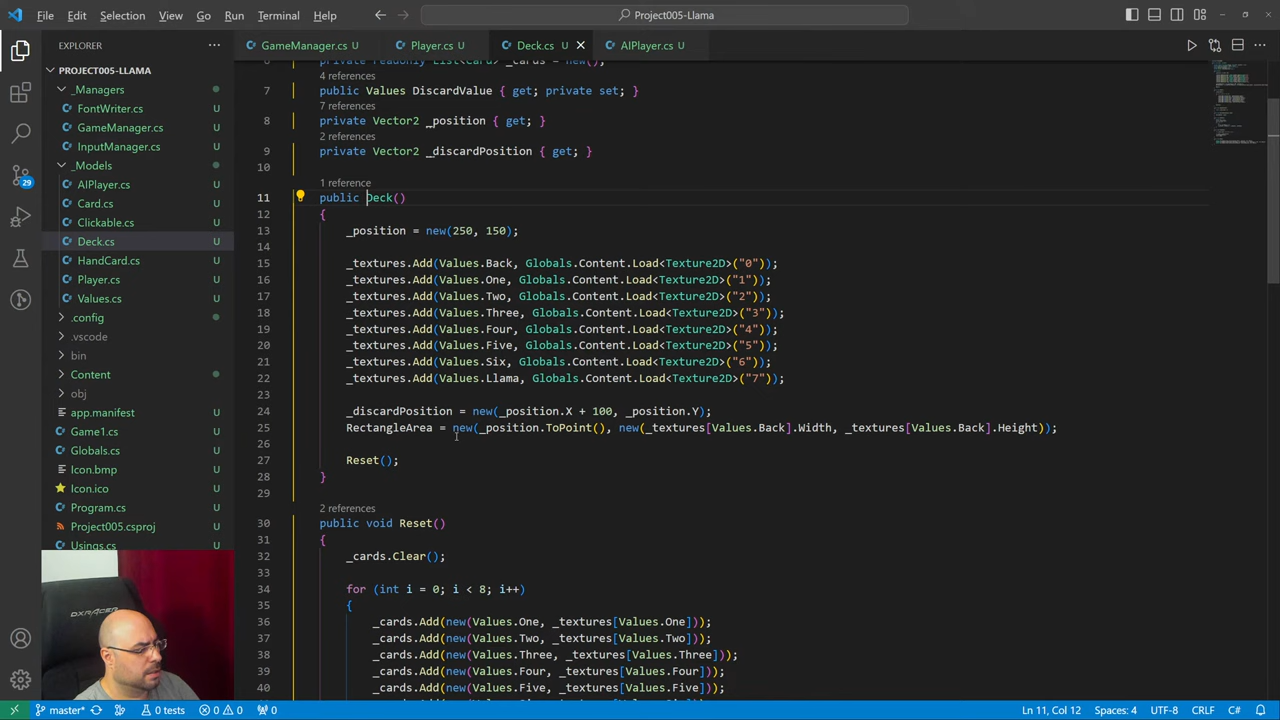 File Edit Selection View Go Run Terminal Help
Project005-Llama
EXPLORER
GameManager.cs U Player.cs U Deck.cs U AIPlayer.cs U
PROJECT005-LLAMA
_Managers
FontWriter.cs U
GameManager.cs U
InputManager.cs U
_Models
AIPlayer.cs U
Card.cs U
Clickable.cs U
Deck.cs U
HandCard.cs U
Player.cs U
Values.cs U
.config
.vscode
bin
Content
obj
app.manifest U
Game1.cs U
Globals.cs U
Icon.bmp U
Icon.ico U
Program.cs U
Project005.csproj U
Usings.cs U
29
6 private readonly List<Card> _cards = new();
4 references
7 public Values DiscardValue { get; private set; }
7 references
8 private Vector2 _position { get; }
2 references
9 private Vector2 _discardPosition { get; }
10
1 reference
11 public Deck()
12 {
13 _position = new(250, 150);
14
15 _textures.Add(Values.Back, Globals.Content.Load<Texture2D>("0"));
16 _textures.Add(Values.One, Globals.Content.Load<Texture2D>("1"));
17 _textures.Add(Values.Two, Globals.Content.Load<Texture2D>("2"));
18 _textures.Add(Values.Three, Globals.Content.Load<Texture2D>("3"));
19 _textures.Add(Values.Four, Globals.Content.Load<Texture2D>("4"));
20 _textures.Add(Values.Five, Globals.Content.Load<Texture2D>("5"));
21 _textures.Add(Values.Six, Globals.Content.Load<Texture2D>("6"));
22 _textures.Add(Values.Llama, Globals.Content.Load<Texture2D>("7"));
23
24 _discardPosition = new(_position.X + 100, _position.Y);
25 RectangleArea = new(_position.ToPoint(), new(_textures[Values.Back].Width, _textures[Values.Back].Height));
26
27 Reset();
28 }
29
2 references
30 public void Reset()
31 {
32 _cards.Clear();
33
34 for (int i = 0; i < 8; i++)
35 {
36 _cards.Add(new(Values.One, _textures[Values.One]));
37 _cards.Add(new(Values.Two, _textures[Values.Two]));
38 _cards.Add(new(Values.Three, _textures[Values.Three]));
39 _cards.Add(new(Values.Four, _textures[Values.Four]));
40 _cards.Add(new(Values.Five, _textures[Values.Five]));
DXRACER
master* 0 tests 0 0 0 Ln 11, Col 12 Spaces: 4 UTF-8 CRLF C#